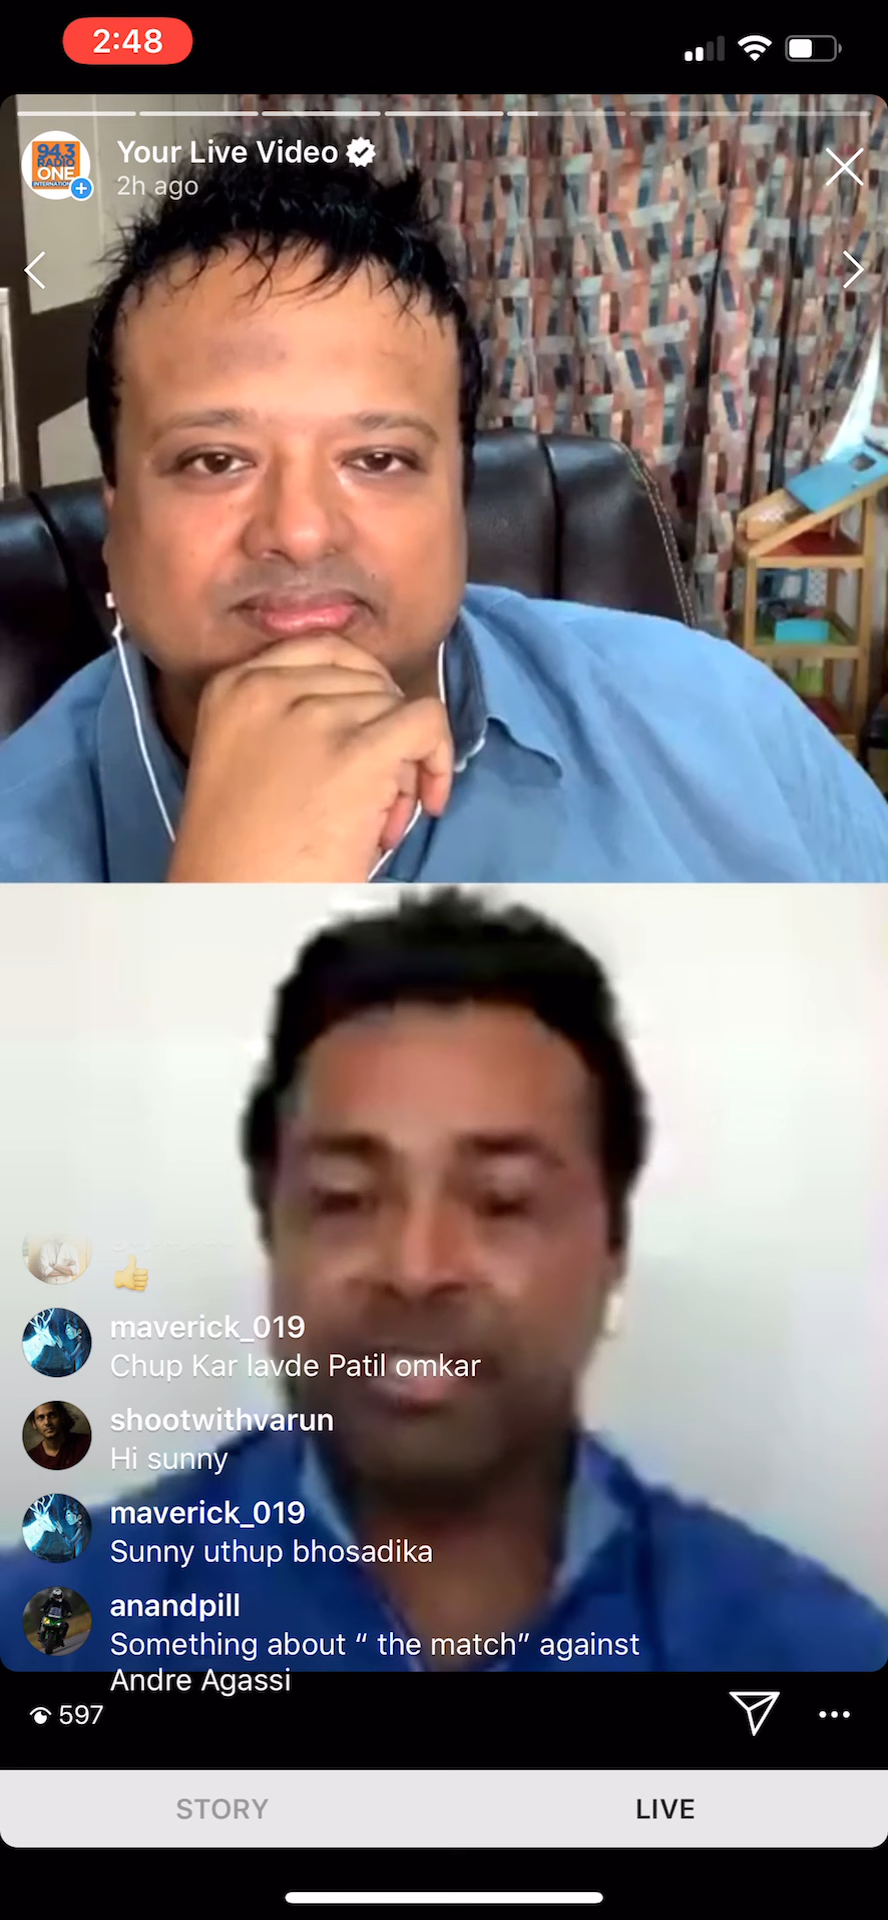 2:48
94.3
RADIO
ONE
INTERNATIONAL
Your Live Video
2h ago
👍
maverick_019
Chup Kar lavde Patil omkar
shootwithvarun
Hi sunny
maverick_019
Sunny uthup bhosadika
anandpill
Something about “ the match” against
Andre Agassi
597
STORY
LIVE